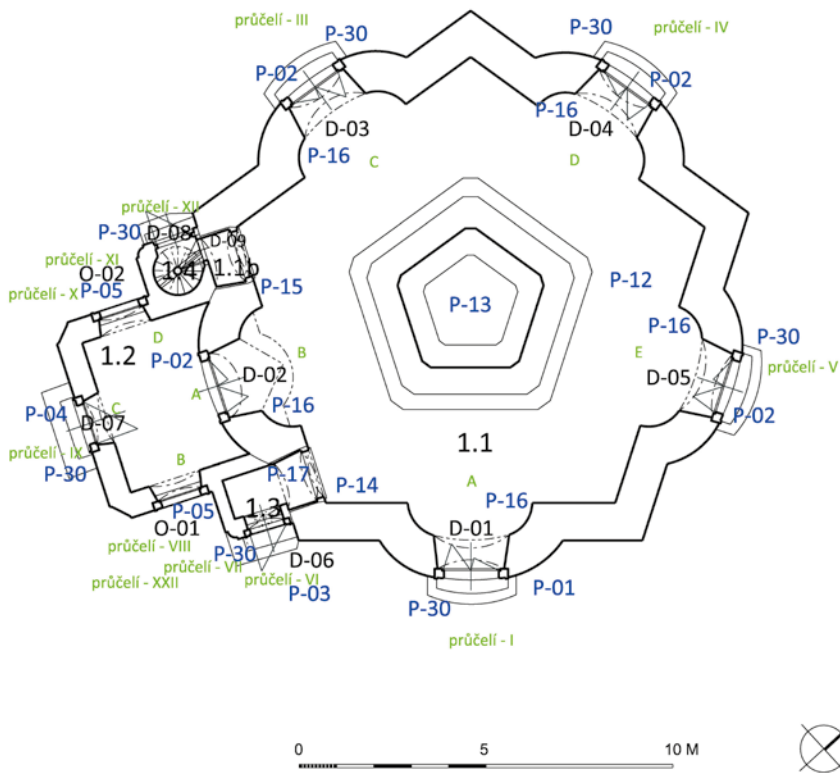 P-30
průčelí - III
P-30
průčelí - IV
P-02
P-02
P-16
D-03
D-04
P-16
C
D
průčelí - XII
P-30
D-08
D-09
průčelí - XI
O-02
1.4
1.1b
průčelí - X
P-05
P-15
P-12
P-13
D
P-16
P-30
1.2
P-02
B
E
průčelí - V
D-02
D-05
A
C
P-04
P-16
P-02
D-07
1.1
průčelí - IX
B
P-17
A
P-30
P-14
P-16
P-05
1.3
O-01
D-01
průčelí - VIII
P-30
D-06
průčelí - VII
průčelí - XXII
průčelí - VI
P-03
P-30
P-01
průčelí - I
0
5
10 M